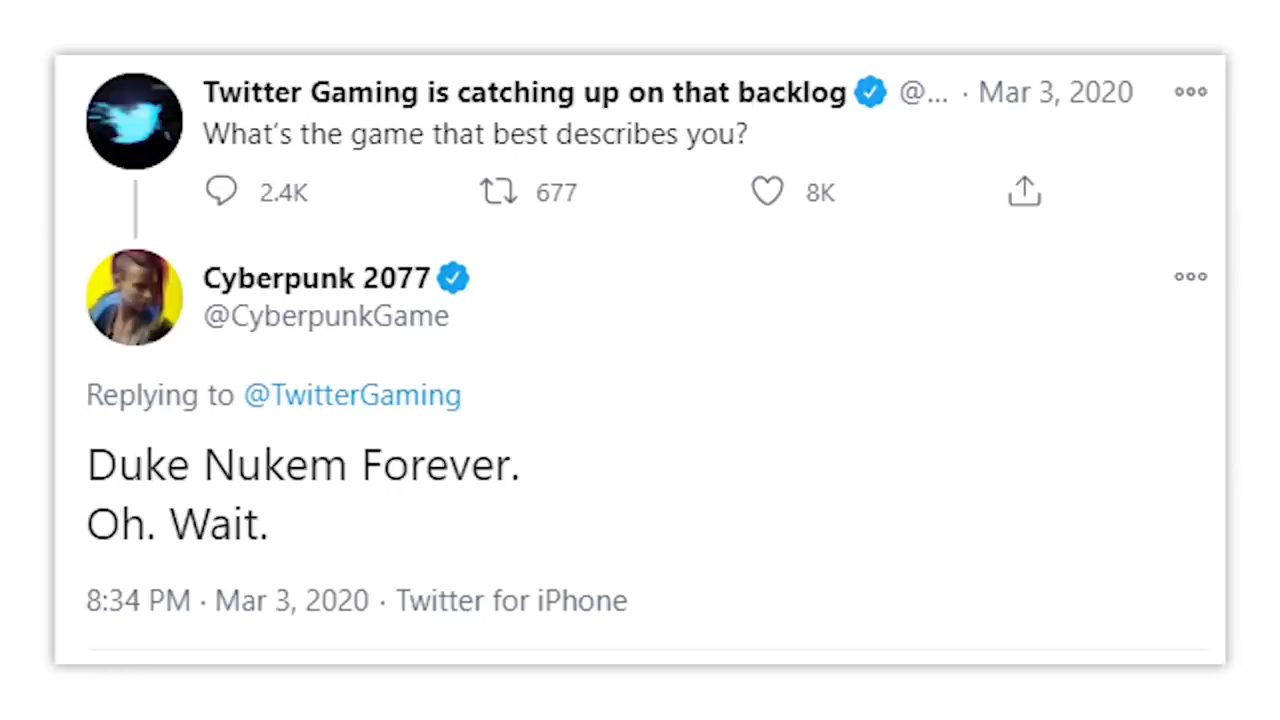 Twitter Gaming is catching up on that backlog @... · Mar 3, 2020
What's the game that best describes you?
2.4K 677 8K
Cyberpunk 2077
@CyberpunkGame
Replying to @TwitterGaming
Duke Nukem Forever.
Oh. Wait.
8:34 PM · Mar 3, 2020 · Twitter for iPhone